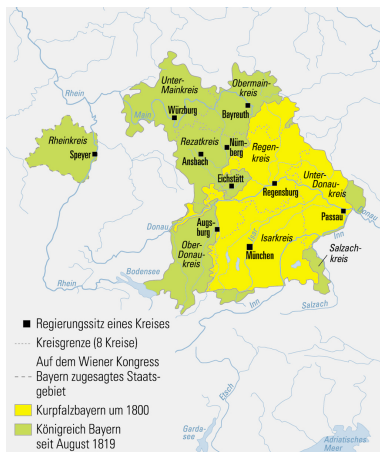 Rhein
Unter-
Mainkreis
Obermain-
kreis
Main
Würzburg
Bayreuth
Rheinkreis
Speyer
Rezatkreis
Nürn-
berg
Ansbach
Regen-
kreis
Eichstätt
Regensburg
Unter-
Donau-
kreis
Donau
Passau
Augs-
burg
Donau
Isar
Inn
Isarkreis
Ober-
Donau-
kreis
München
Salzach-
kreis
Bodensee
Rhein
Inn
Salzach
Regierungssitz eines Kreises
Kreisgrenze (8 Kreise)
Auf dem Wiener Kongress
Bayern zugesagtes Staats-
gebiet
Kurpfalzbayern um 1800
Königreich Bayern
seit August 1819
Etsch
Garda-
see
Adriatisches
Meer